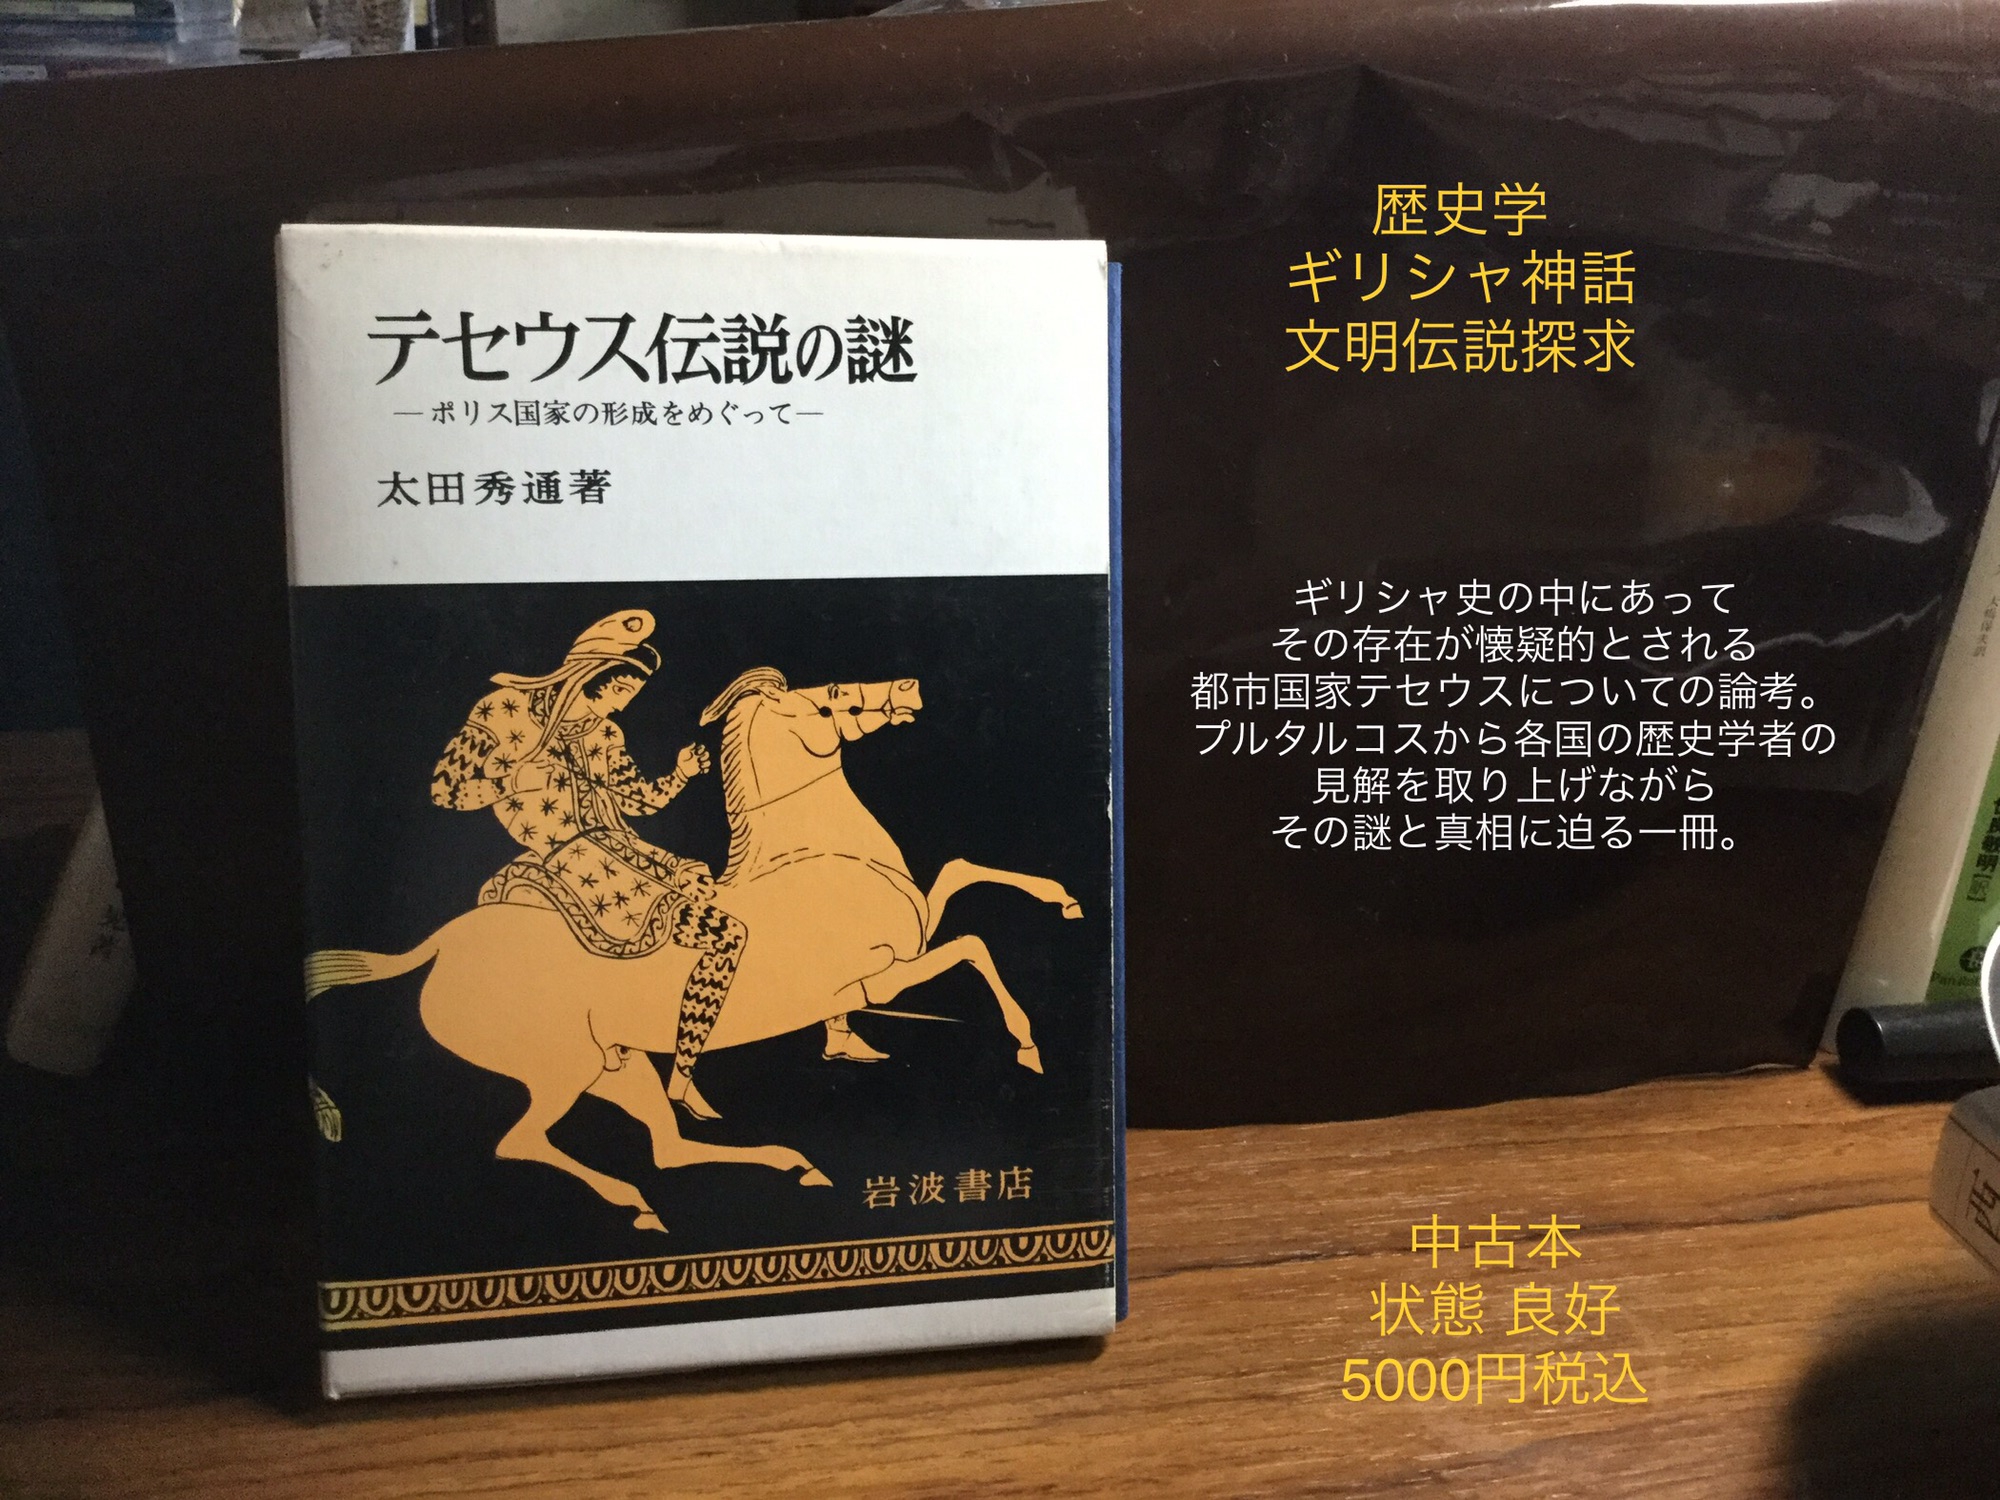 テセウス伝説の謎
―ポリス国家の形成をめぐって―
太田秀通著
岩波書店
歴史学
ギリシャ神話
文明伝説探求
ギリシャ史の中にあって
その存在が懐疑的とされる
都市国家テセウスについての論考。
プルタルコスから各国の歴史学者の
見解を取り上げながら
その謎と真相に迫る一冊。
中古本
状態 良好
5000円税込